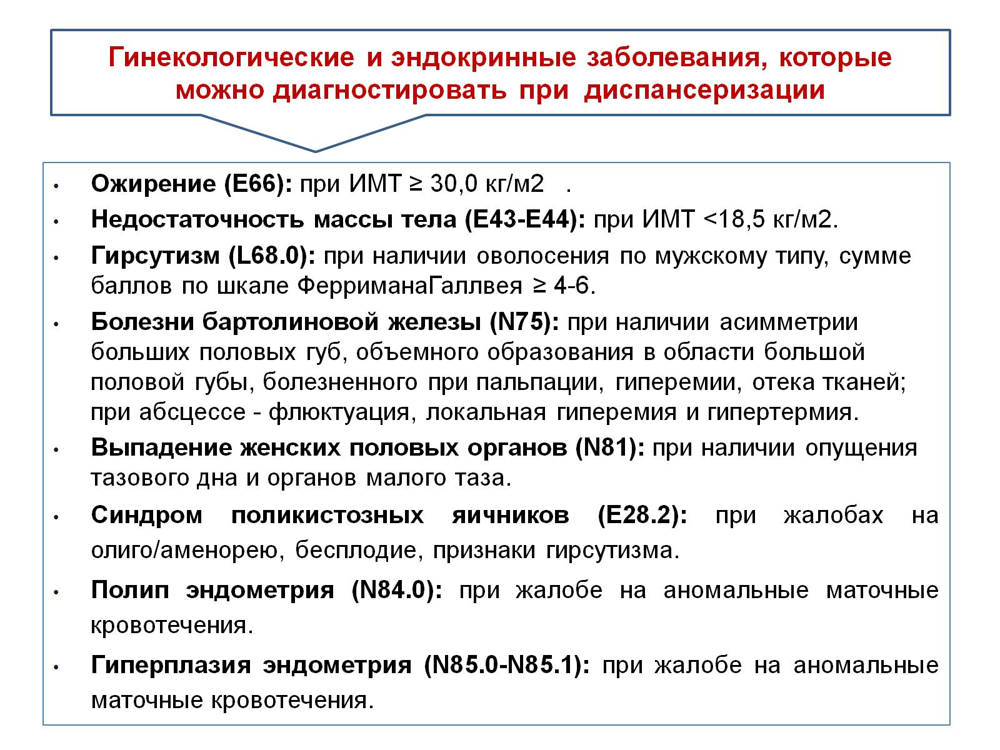 Гинекологические и эндокринные заболевания, которые
можно диагностировать при диспансеризации
• Ожирение (E66): при ИМТ ≥ 30,0 кг/м2 .
• Недостаточность массы тела (E43-E44): при ИМТ <18,5 кг/м2.
• Гирсутизм (L68.0): при наличии оволосения по мужскому типу, сумме
баллов по шкале ФерриманаГаллвея ≥ 4-6.
• Болезни бартолиновой железы (N75): при наличии асимметрии
больших половых губ, объемного образования в области большой
половой губы, болезненного при пальпации, гиперемии, отека тканей;
при абсцессе - флюктуация, локальная гиперемия и гипертермия.
• Выпадение женских половых органов (N81): при наличии опущения
тазового дна и органов малого таза.
• Синдром поликистозных яичников (E28.2): при жалобах на
олиго/аменорею, бесплодие, признаки гирсутизма.
• Полип эндометрия (N84.0): при жалобе на аномальные маточные
кровотечения.
• Гиперплазия эндометрия (N85.0-N85.1): при жалобе на аномальные
маточные кровотечения.